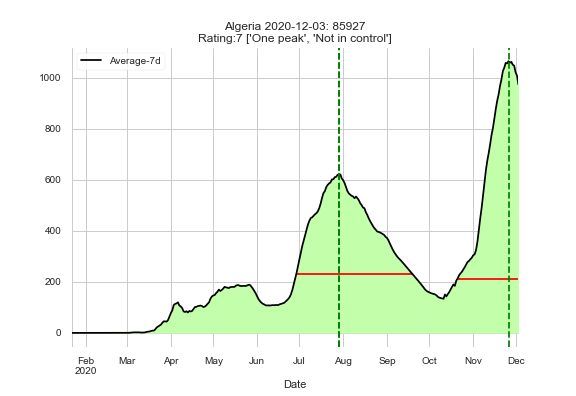 Algeria 2020-12-03: 85927
Rating:7 ['One peak', 'Not in control']
Average-7d
1000
800
600
400
200
0
Feb Mar Apr May Jun Jul Aug Sep Oct Nov Dec
2020
Date